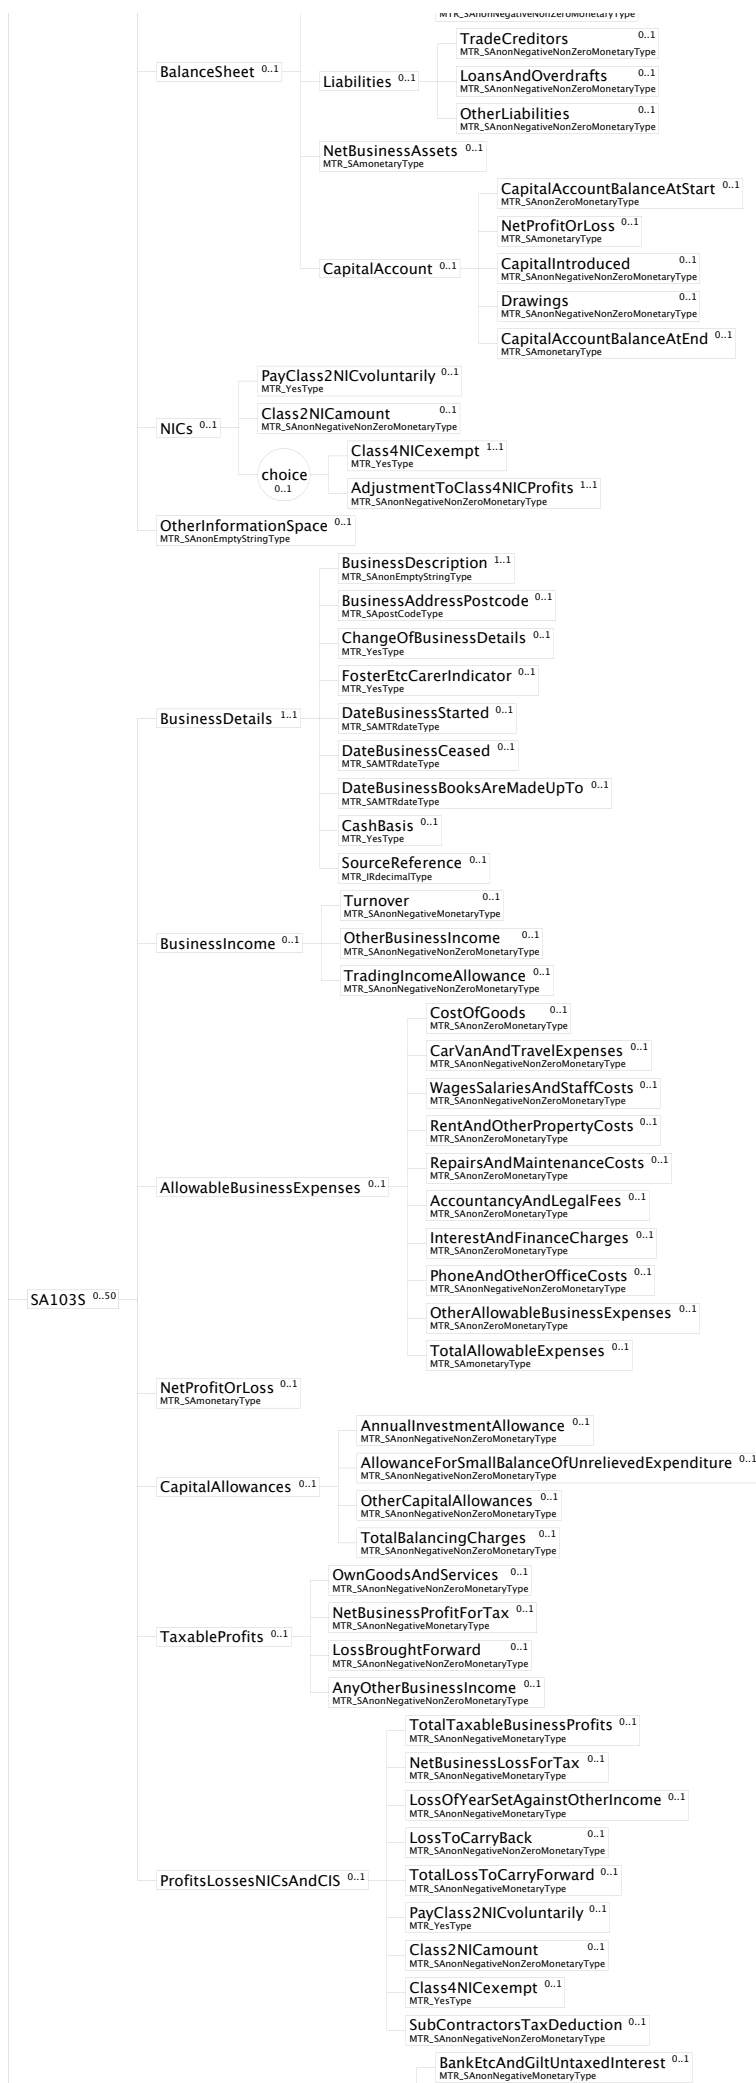 MTR_SAnonNegativeNonZeroMonetaryType
TradeCreditors 0..1
MTR_SAnonNegativeNonZeroMonetaryType
BalanceSheet 0..1
Liabilities 0..1
LoansAndOverdrafts 0..1
MTR_SAnonNegativeNonZeroMonetaryType
OtherLiabilities 0..1
MTR_SAnonNegativeNonZeroMonetaryType
NetBusinessAssets 0..1
MTR_SAmonetaryType
CapitalAccount 0..1
CapitalAccountBalanceAtStart 0..1
MTR_SAnonZeroMonetaryType
NetProfitOrLoss 0..1
MTR_SAmonetaryType
CapitalIntroduced 0..1
MTR_SAnonNegativeNonZeroMonetaryType
Drawings 0..1
MTR_SAnonNegativeNonZeroMonetaryType
CapitalAccountBalanceAtEnd 0..1
MTR_SAmonetaryType
NICs 0..1
PayClass2NICvoluntarily 0..1
MTR_YesType
Class2NICamount 0..1
MTR_SAnonNegativeNonZeroMonetaryType
choice
0..1
Class4NICexempt 1..1
MTR_YesType
AdjustmentToClass4NICProfits 1..1
MTR_SAnonNegativeNonZeroMonetaryType
OtherInformationSpace 0..1
MTR_SAnonEmptyStringType
SA103S 0..50
BusinessDetails 1..1
BusinessDescription 1..1
MTR_SAnonEmptyStringType
BusinessAddressPostcode 0..1
MTR_SApostCodeType
ChangeOfBusinessDetails 0..1
MTR_YesType
FosterEtcCarerIndicator 0..1
MTR_YesType
DateBusinessStarted 0..1
MTR_SAMTRdateType
DateBusinessCeased 0..1
MTR_SAMTRdateType
DateBusinessBooksAreMadeUpTo 0..1
MTR_SAMTRdateType
CashBasis 0..1
MTR_YesType
SourceReference 0..1
MTR_IRdecimalType
BusinessIncome 0..1
Turnover 0..1
MTR_SAnonNegativeMonetaryType
OtherBusinessIncome 0..1
MTR_SAnonNegativeNonZeroMonetaryType
TradingIncomeAllowance 0..1
MTR_SAnonNegativeNonZeroMonetaryType
AllowableBusinessExpenses 0..1
CostOfGoods 0..1
MTR_SAnonZeroMonetaryType
CarVanAndTravelExpenses 0..1
MTR_SAnonNegativeNonZeroMonetaryType
WagesSalariesAndStaffCosts 0..1
MTR_SAnonNegativeNonZeroMonetaryType
RentAndOtherPropertyCosts 0..1
MTR_SAnonZeroMonetaryType
RepairsAndMaintenanceCosts 0..1
MTR_SAnonZeroMonetaryType
AccountancyAndLegalFees 0..1
MTR_SAnonZeroMonetaryType
InterestAndFinanceCharges 0..1
MTR_SAnonZeroMonetaryType
PhoneAndOtherOfficeCosts 0..1
MTR_SAnonNegativeNonZeroMonetaryType
OtherAllowableBusinessExpenses 0..1
MTR_SAnonZeroMonetaryType
TotalAllowableExpenses 0..1
MTR_SAmonetaryType
NetProfitOrLoss 0..1
MTR_SAmonetaryType
CapitalAllowances 0..1
AnnualInvestmentAllowance 0..1
MTR_SAnonNegativeNonZeroMonetaryType
AllowanceForSmallBalanceOfUnrelievedExpenditure 0..1
MTR_SAnonNegativeNonZeroMonetaryType
OtherCapitalAllowances 0..1
MTR_SAnonNegativeNonZeroMonetaryType
TotalBalancingCharges 0..1
MTR_SAnonNegativeNonZeroMonetaryType
TaxableProfits 0..1
OwnGoodsAndServices 0..1
MTR_SAnonNegativeNonZeroMonetaryType
NetBusinessProfitForTax 0..1
MTR_SAnonNegativeMonetaryType
LossBroughtForward 0..1
MTR_SAnonNegativeNonZeroMonetaryType
AnyOtherBusinessIncome 0..1
MTR_SAnonNegativeNonZeroMonetaryType
ProfitsLossesNICsAndCIS 0..1
TotalTaxableBusinessProfits 0..1
MTR_SAnonNegativeMonetaryType
NetBusinessLossForTax 0..1
MTR_SAnonNegativeMonetaryType
LossOfYearSetAgainstOtherIncome 0..1
MTR_SAnonNegativeMonetaryType
LossToCarryBack 0..1
MTR_SAnonNegativeNonZeroMonetaryType
TotalLossToCarryForward 0..1
MTR_SAnonNegativeMonetaryType
PayClass2NICvoluntarily 0..1
MTR_YesType
Class2NICamount 0..1
MTR_SAnonNegativeNonZeroMonetaryType
Class4NICexempt 0..1
MTR_YesType
SubContractorsTaxDeduction 0..1
MTR_SAnonNegativeNonZeroMonetaryType
BankEtcAndGiltUntaxedInterest 0..1
MTR_SAnonNegativeMonetaryType